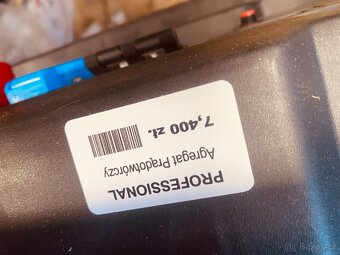 PROFESSIONAL
Agregat Prądotwórczy
7,400 zł.